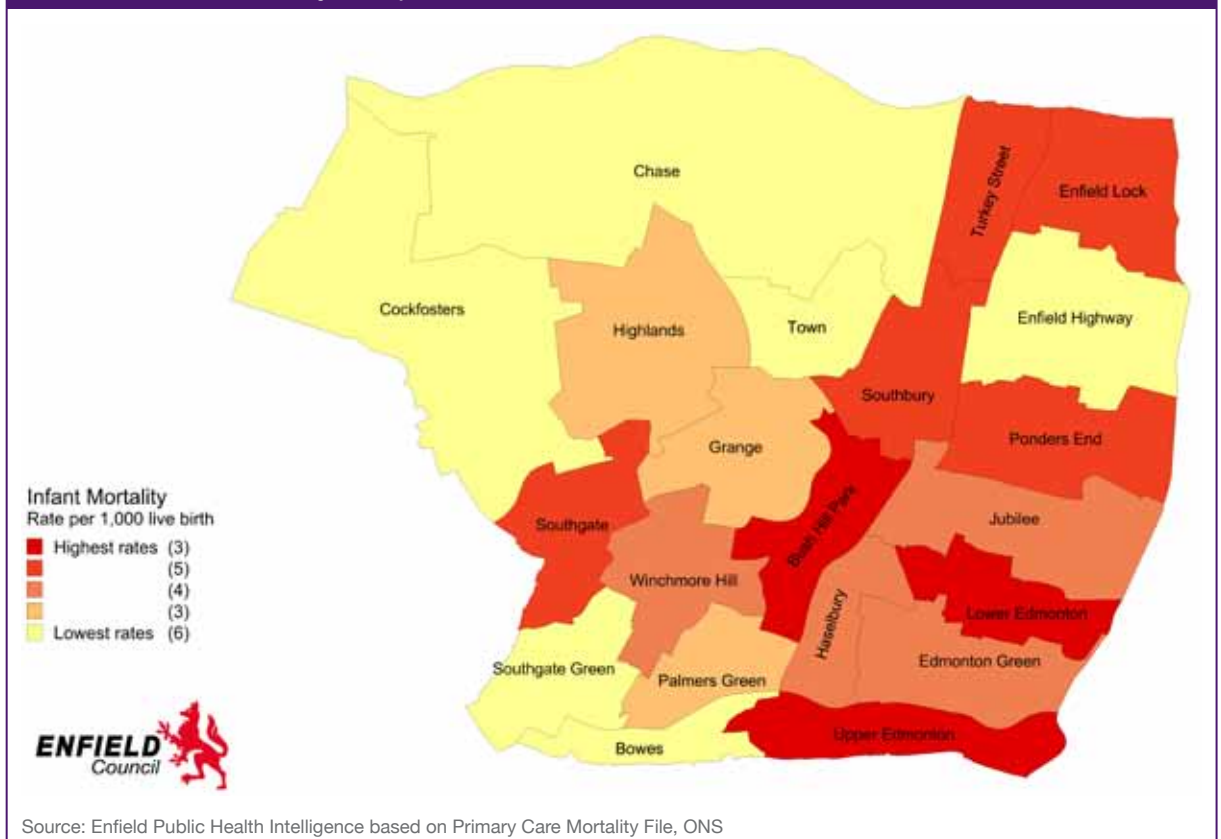 Chase
Turkey Street
Enfield Lock
Cockfosters
Highlands
Town
Enfield Highway
Southbury
Grange
Ponders End
Infant Mortality
Rate per 1,000 live birth
Highest rates (3)
(5)
(4)
(3)
Lowest rates (6)
Southgate
Bush Hill Park
Jubilee
Winchmore Hill
Haselbury
Lower Edmonton
Southgate Green
Palmers Green
Edmonton Green
Bowes
Upper Edmonton
ENFIELD
Council
Source: Enfield Public Health Intelligence based on Primary Care Mortality File, ONS